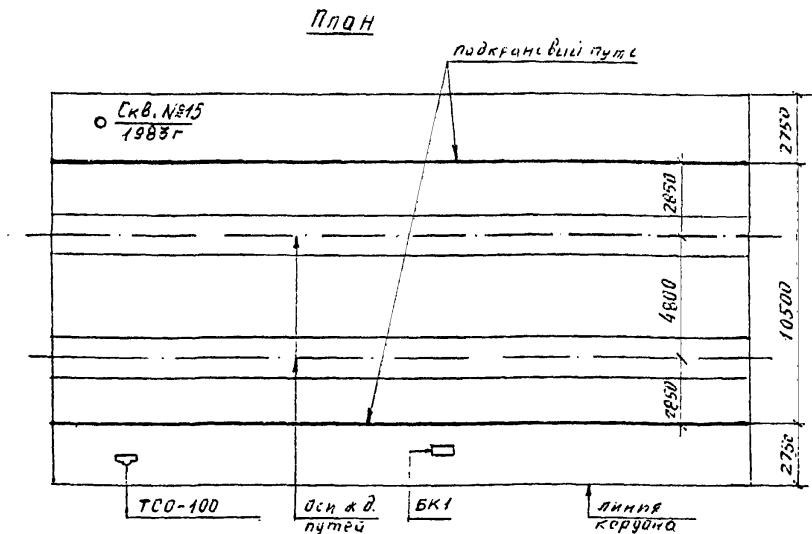 План
подкрановый путь
Скв. №15
1983г
2750
2850
4800
10500
2850
2750
ТСО-100
Оси ж.д.
путей
БК1
линия
кордона